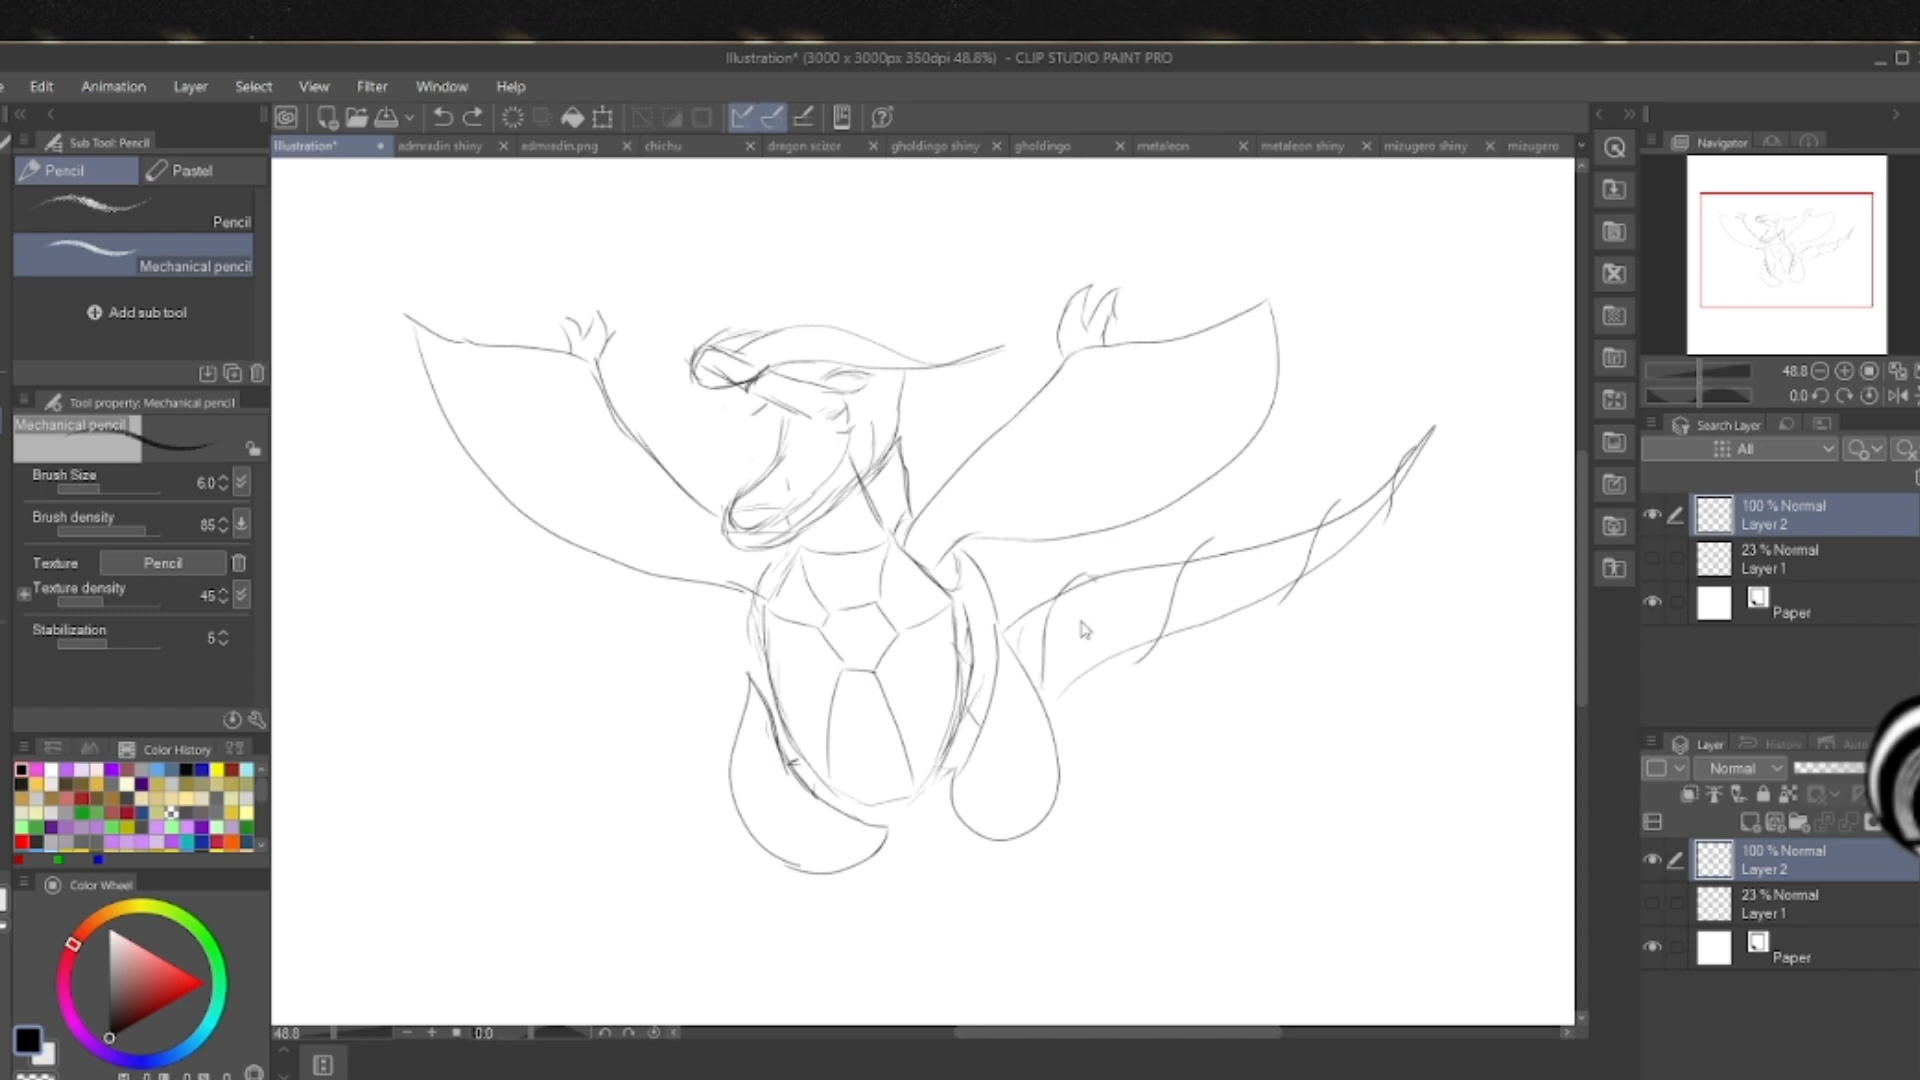 Illustration* (3000 x 3000px 350dpi 48.8%) - CLIP STUDIO PAINT PRO
Edit Animation Layer Select View Filter Window Help
Sub Tool: Pencil
Illustration* admiradin shiny admiradin.png chichu dragon scizor gholdingo shiny gholdingo metaleon metaleon shiny mizugero shiny mizugero
Navigator
Pencil Pastel
Pencil
Mechanical pencil
Add sub tool
48.8
0.0
Tool property: Mechanical pencil
Mechanical pencil
Search Layer
All
Brush Size 6.0
Brush density 85
Texture Pencil
Texture density 45
Stabilization 5
100 % Normal
Layer 2
23 % Normal
Layer 1
Paper
Color History
Layer History Auto
Normal
100 % Normal
Layer 2
23 % Normal
Layer 1
Paper
Color Wheel
48.8 0.0